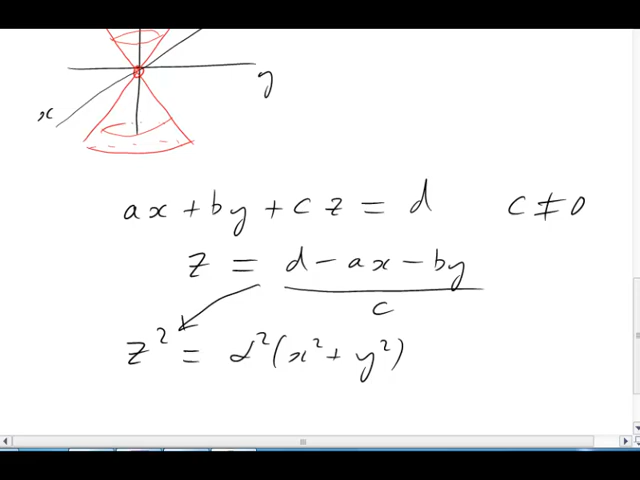 y
x
ax + by + cz = d c ≠ 0
z = (d - ax - by) / c
z² = α²(x² + y²)